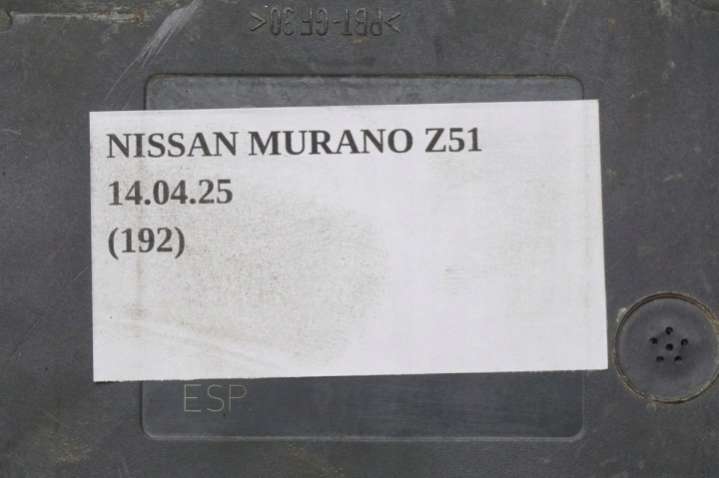 >PBT-GF30<
NISSAN MURANO Z51
14.04.25
(192)
ESP